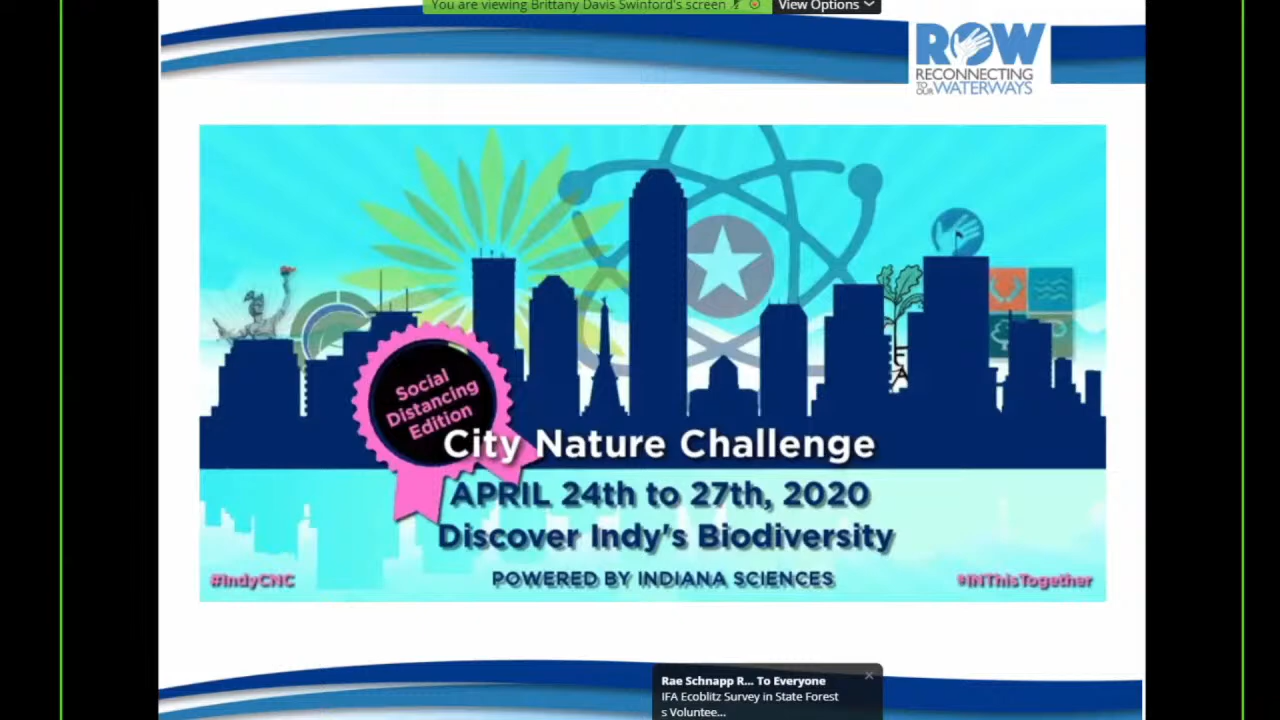 You are viewing Brittany Davis Swinford's screen
View Options
ROW
RECONNECTING
TO OUR WATERWAYS
Social
Distancing
Edition
City Nature Challenge
APRIL 24th to 27th, 2020
Discover Indy's Biodiversity
POWERED BY INDIANA SCIENCES
#IndyCNC
#INThisTogether
Rae Schnapp R... To Everyone
IFA Ecoblitz Survey in State Forest
s Voluntee...